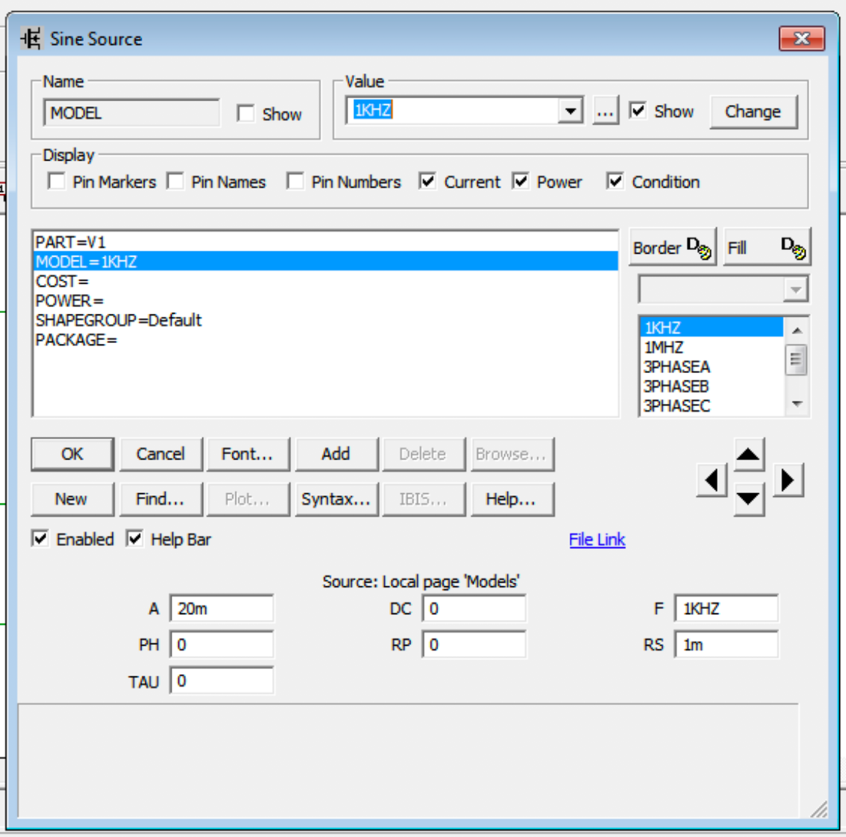 Sine Source
Name
MODEL
Show
Value
1KHZ
...
Show
Change
Display
Pin Markers
Pin Names
Pin Numbers
Current
Power
Condition
PART=V1
MODEL=1KHZ
COST=
POWER=
SHAPEGROUP=Default
PACKAGE=
Border
Fill
1KHZ
1MHZ
3PHASEA
3PHASEB
3PHASEC
OK
Cancel
Font...
Add
Delete
Browse...
New
Find...
Plot...
Syntax...
IBIS...
Help...
Enabled
Help Bar
File Link
Source: Local page 'Models'
A 20m
DC 0
F 1KHZ
PH 0
RP 0
RS 1m
TAU 0